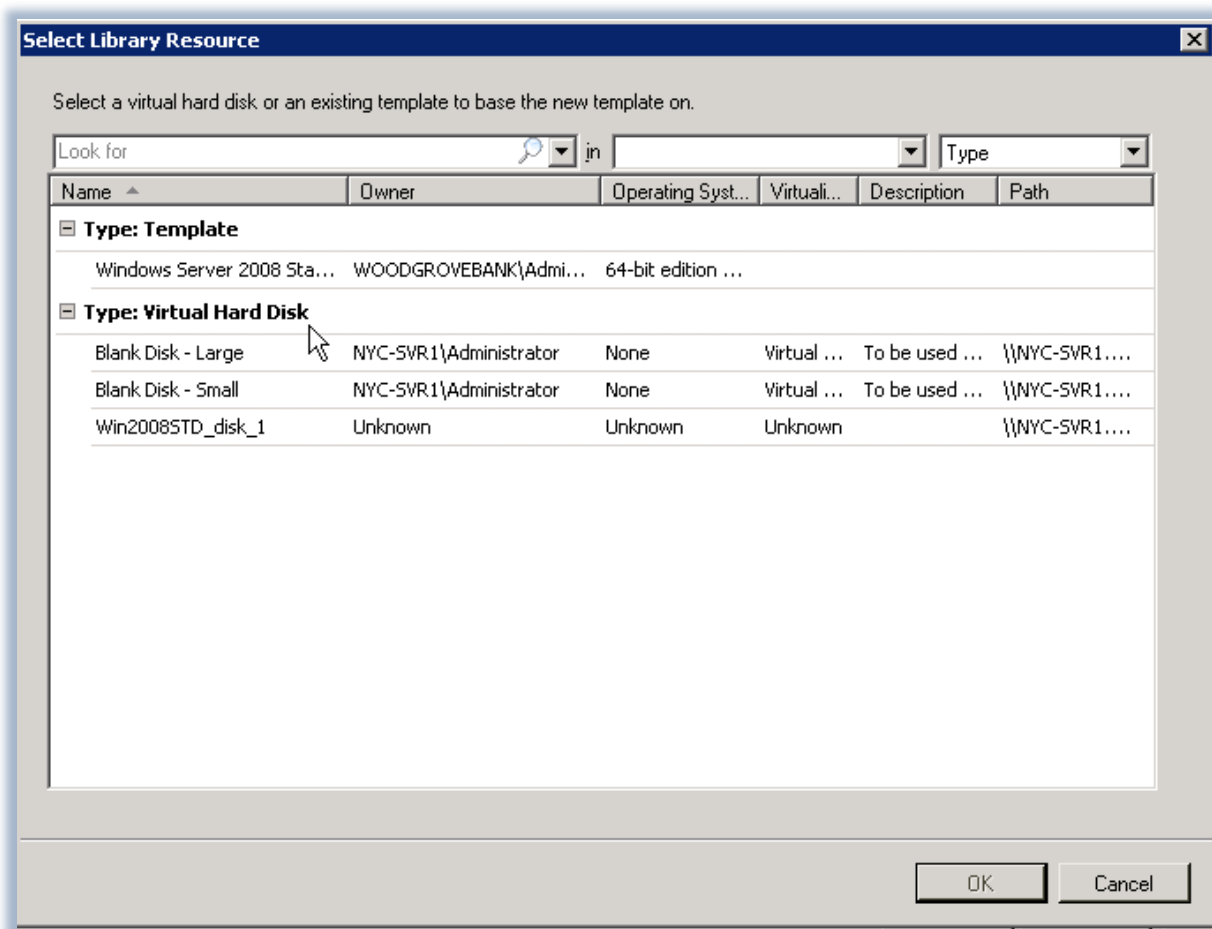 Select Library Resource
Select a virtual hard disk or an existing template to base the new template on.
Look for in Type
Name Owner Operating Syst... Virtuali... Description Path
Type: Template
Windows Server 2008 Sta... WOODGROVEBANK\Admi... 64-bit edition ...
Type: Virtual Hard Disk
Blank Disk - Large NYC-SVR1\Administrator None Virtual ... To be used ... \\NYC-SVR1....
Blank Disk - Small NYC-SVR1\Administrator None Virtual ... To be used ... \\NYC-SVR1....
Win2008STD_disk_1 Unknown Unknown Unknown \\NYC-SVR1....
OK Cancel